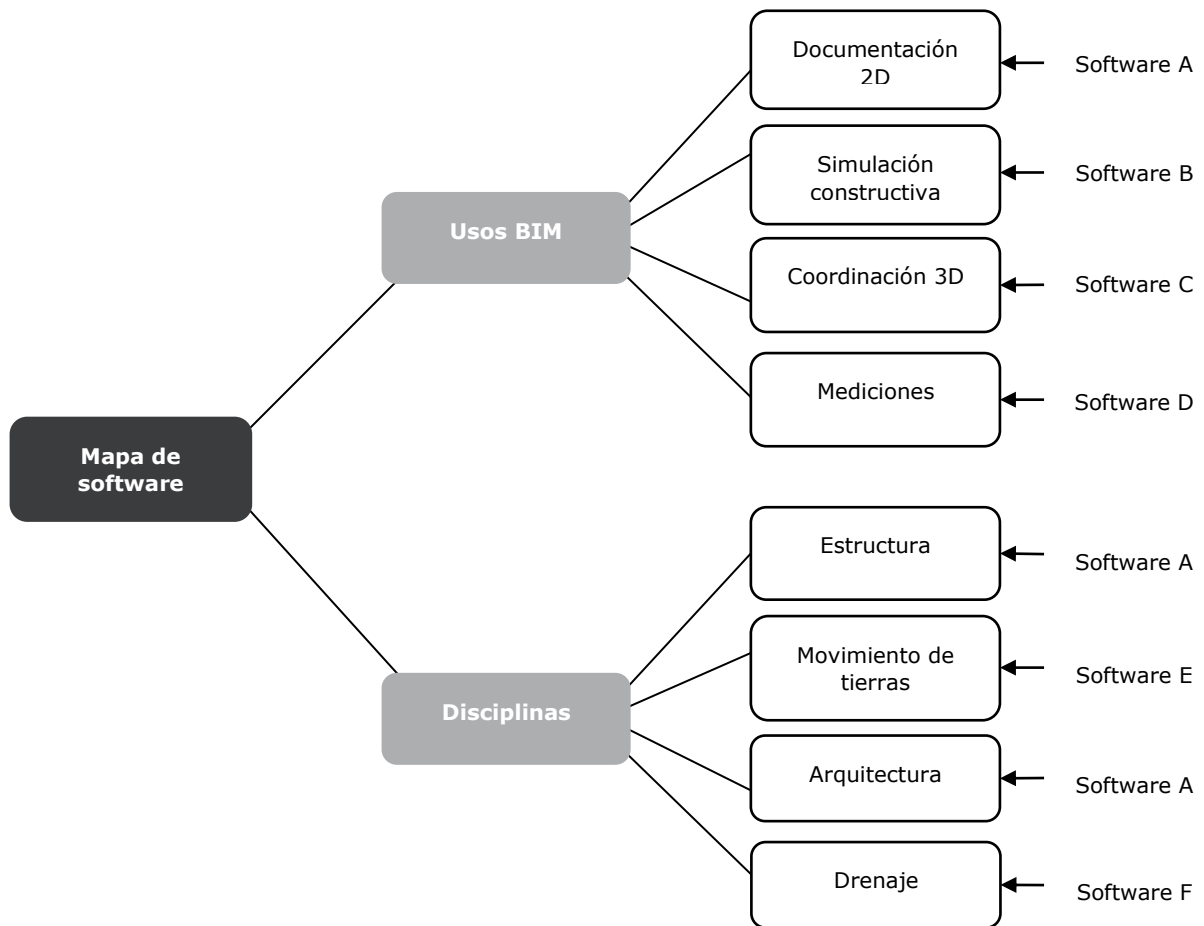 Documentación
2D
Software A
Simulación
constructiva
Software B
Usos BIM
Coordinación 3D
Software C
Mediciones
Software D
Mapa de
software
Estructura
Software A
Movimiento de
tierras
Software E
Disciplinas
Arquitectura
Software A
Drenaje
Software F